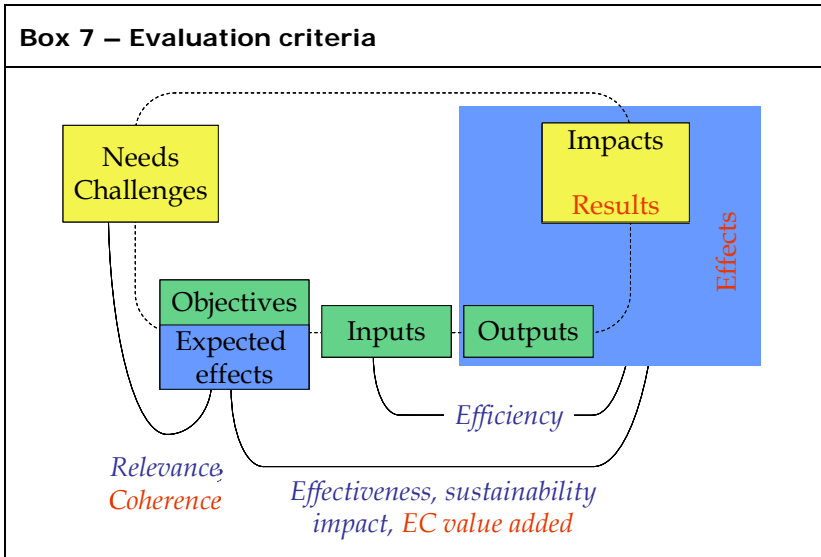 Box 7 – Evaluation criteria
Needs
Challenges
Impacts
Results
Effects
Objectives
Expected
effects
Inputs
Outputs
Efficiency
Relevance,
Coherence
Effectiveness, sustainability
impact, EC value added